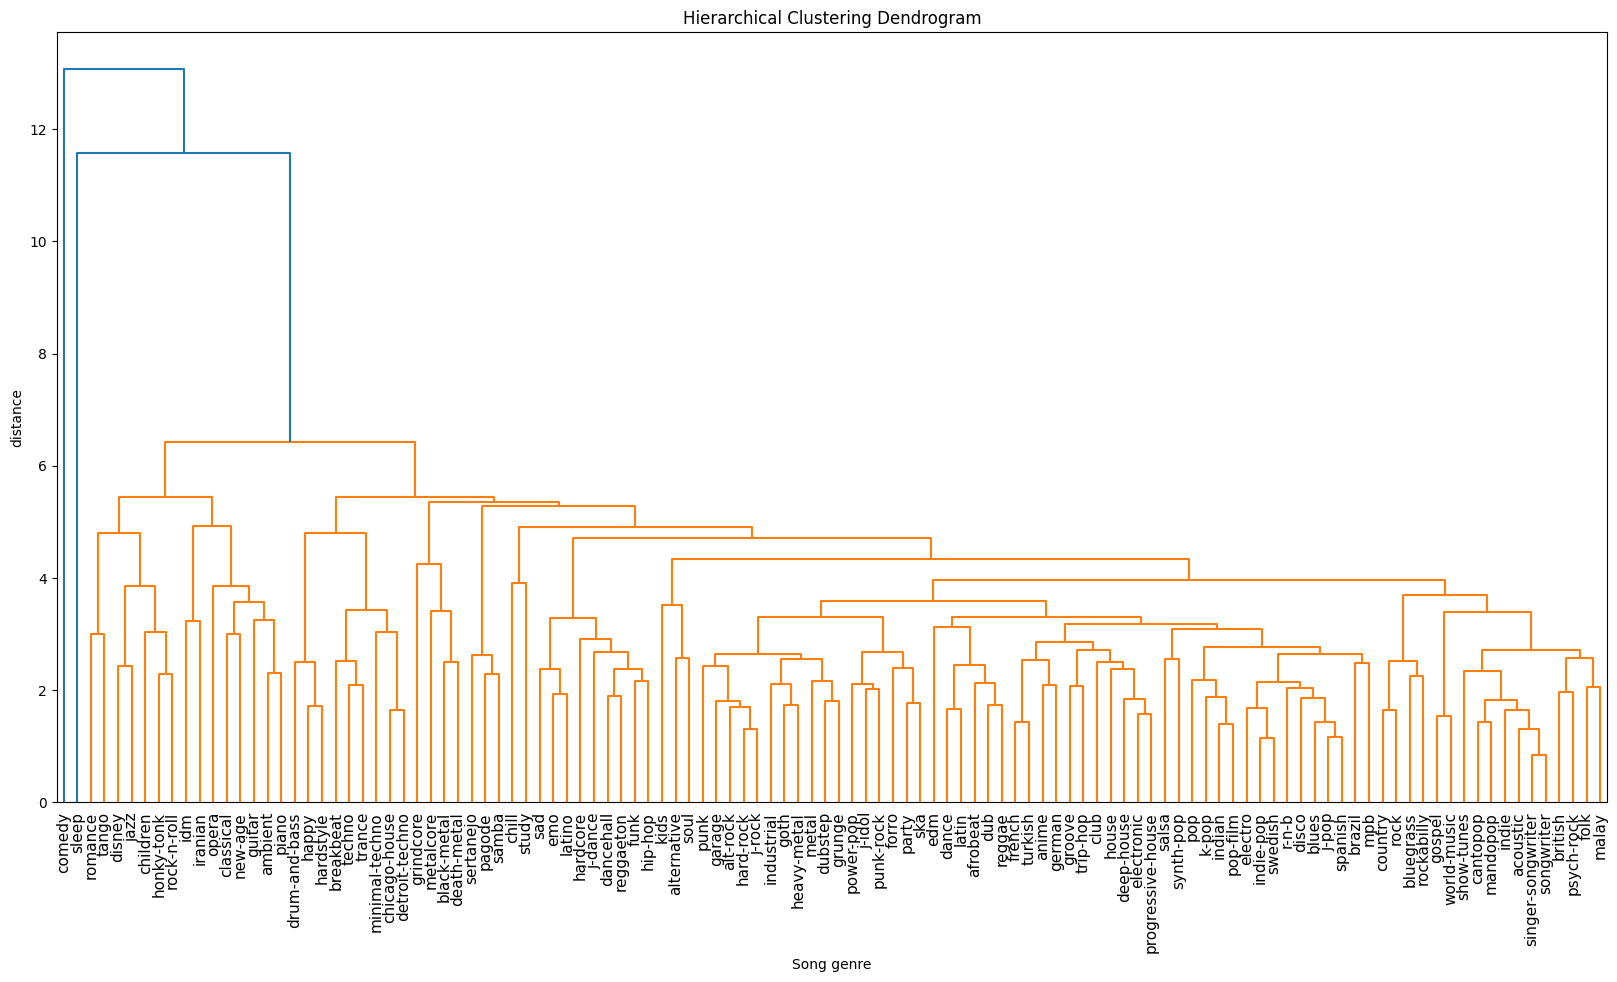 Hierarchical Clustering Dendrogram
distance
12
10
8
6
4
2
0
comedy
sleep
romance
tango
disney
jazz
children
honky-tonk
rock-n-roll
idm
iranian
opera
classical
new-age
guitar
ambient
piano
drum-and-bass
happy
hardstyle
breakbeat
techno
trance
minimal-techno
chicago-house
detroit-techno
grindcore
metalcore
black-metal
death-metal
sertanejo
pagode
samba
chill
study
sad
emo
latino
hardcore
j-dance
dancehall
reggaeton
funk
hip-hop
kids
alternative
soul
punk
garage
alt-rock
hard-rock
j-rock
industrial
goth
heavy-metal
metal
dubstep
grunge
power-pop
j-idol
punk-rock
forro
party
ska
edm
dance
latin
afrobeat
dub
reggae
french
turkish
anime
german
groove
trip-hop
club
house
deep-house
electronic
progressive-house
salsa
synth-pop
pop
k-pop
indian
pop-film
electro
indie-pop
swedish
r-n-b
disco
blues
j-pop
spanish
brazil
mpb
country
rock
bluegrass
rockabilly
gospel
world-music
show-tunes
cantopop
mandopop
indie
acoustic
singer-songwriter
songwriter
british
psych-rock
folk
malay
Song genre